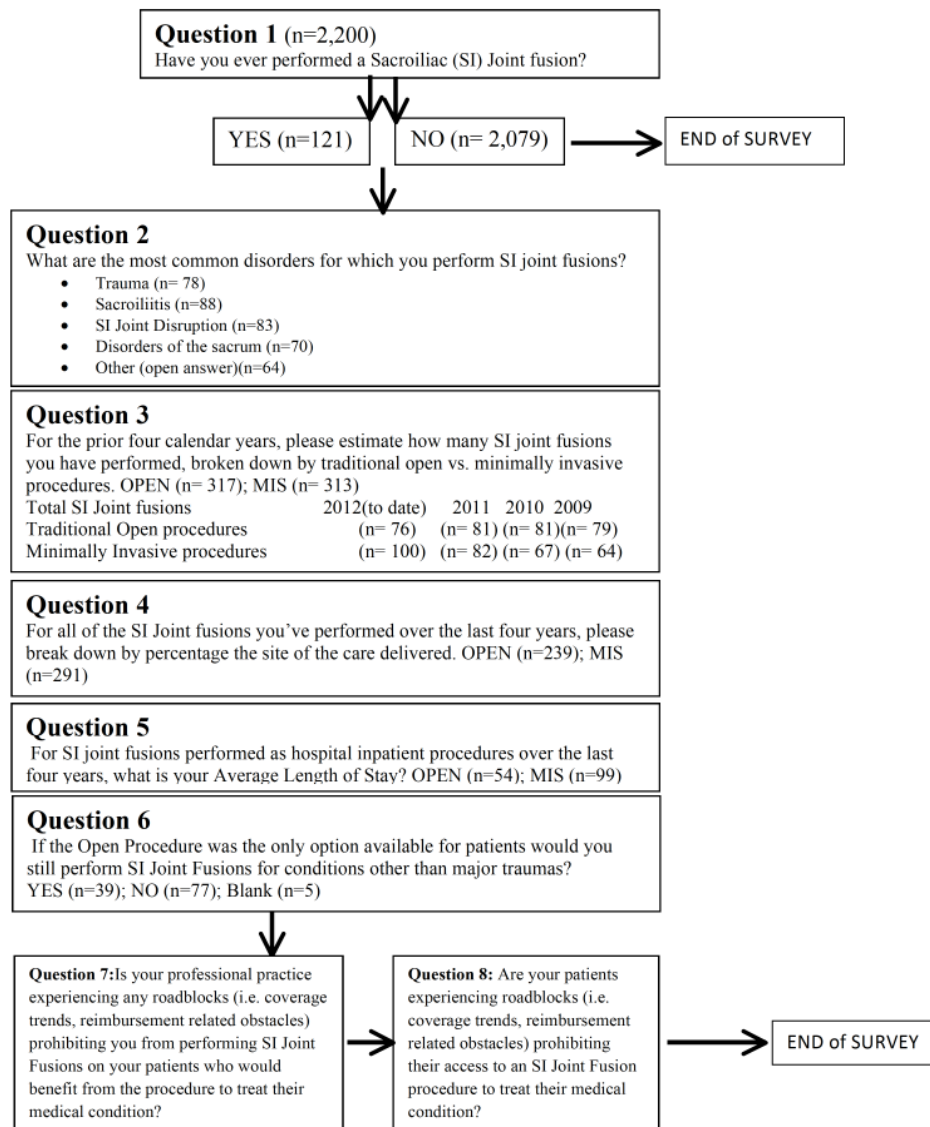 Question 1 (n=2,200)
Have you ever performed a Sacroiliac (SI) Joint fusion?
YES (n=121)
NO (n= 2,079)
END of SURVEY
Question 2
What are the most common disorders for which you perform SI joint fusions?
• Trauma (n= 78)
• Sacroiliitis (n=88)
• SI Joint Disruption (n=83)
• Disorders of the sacrum (n=70)
• Other (open answer)(n=64)
Question 3
For the prior four calendar years, please estimate how many SI joint fusions
you have performed, broken down by traditional open vs. minimally invasive
procedures. OPEN (n= 317); MIS (n= 313)
Total SI Joint fusions 2012(to date) 2011 2010 2009
Traditional Open procedures (n= 76) (n= 81) (n= 81)(n= 79)
Minimally Invasive procedures (n= 100) (n= 82) (n= 67) (n= 64)
Question 4
For all of the SI Joint fusions you’ve performed over the last four years, please
break down by percentage the site of the care delivered. OPEN (n=239); MIS
(n=291)
Question 5
For SI joint fusions performed as hospital inpatient procedures over the last
four years, what is your Average Length of Stay? OPEN (n=54); MIS (n=99)
Question 6
If the Open Procedure was the only option available for patients would you
still perform SI Joint Fusions for conditions other than major traumas?
YES (n=39); NO (n=77); Blank (n=5)
Question 7:Is your professional practice
experiencing any roadblocks (i.e. coverage
trends, reimbursement related obstacles)
prohibiting you from performing SI Joint
Fusions on your patients who would
benefit from the procedure to treat their
medical condition?
Question 8: Are your patients
experiencing roadblocks (i.e.
coverage trends, reimbursement
related obstacles) prohibiting
their access to an SI Joint Fusion
procedure to treat their medical
condition?
END of SURVEY